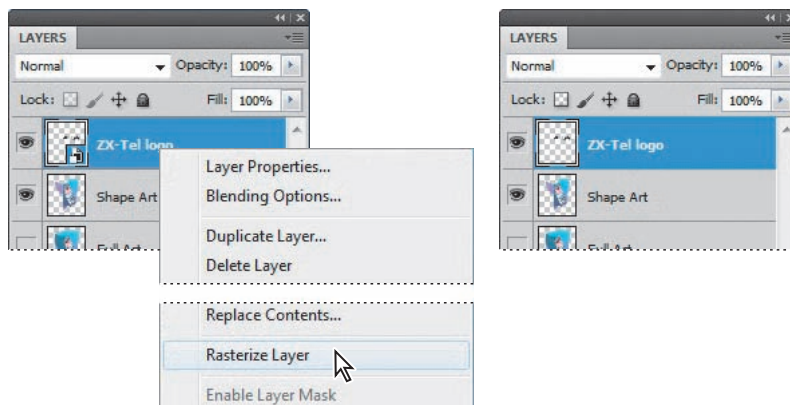 LAYERS
Normal Opacity: 100%
Lock: Fill: 100%
ZX-Tel logo
Shape Art
Layer Properties...
Blending Options...
Duplicate Layer...
Delete Layer
Replace Contents...
Rasterize Layer
Enable Layer Mask
LAYERS
Normal Opacity: 100%
Lock: Fill: 100%
ZX-Tel logo
Shape Art